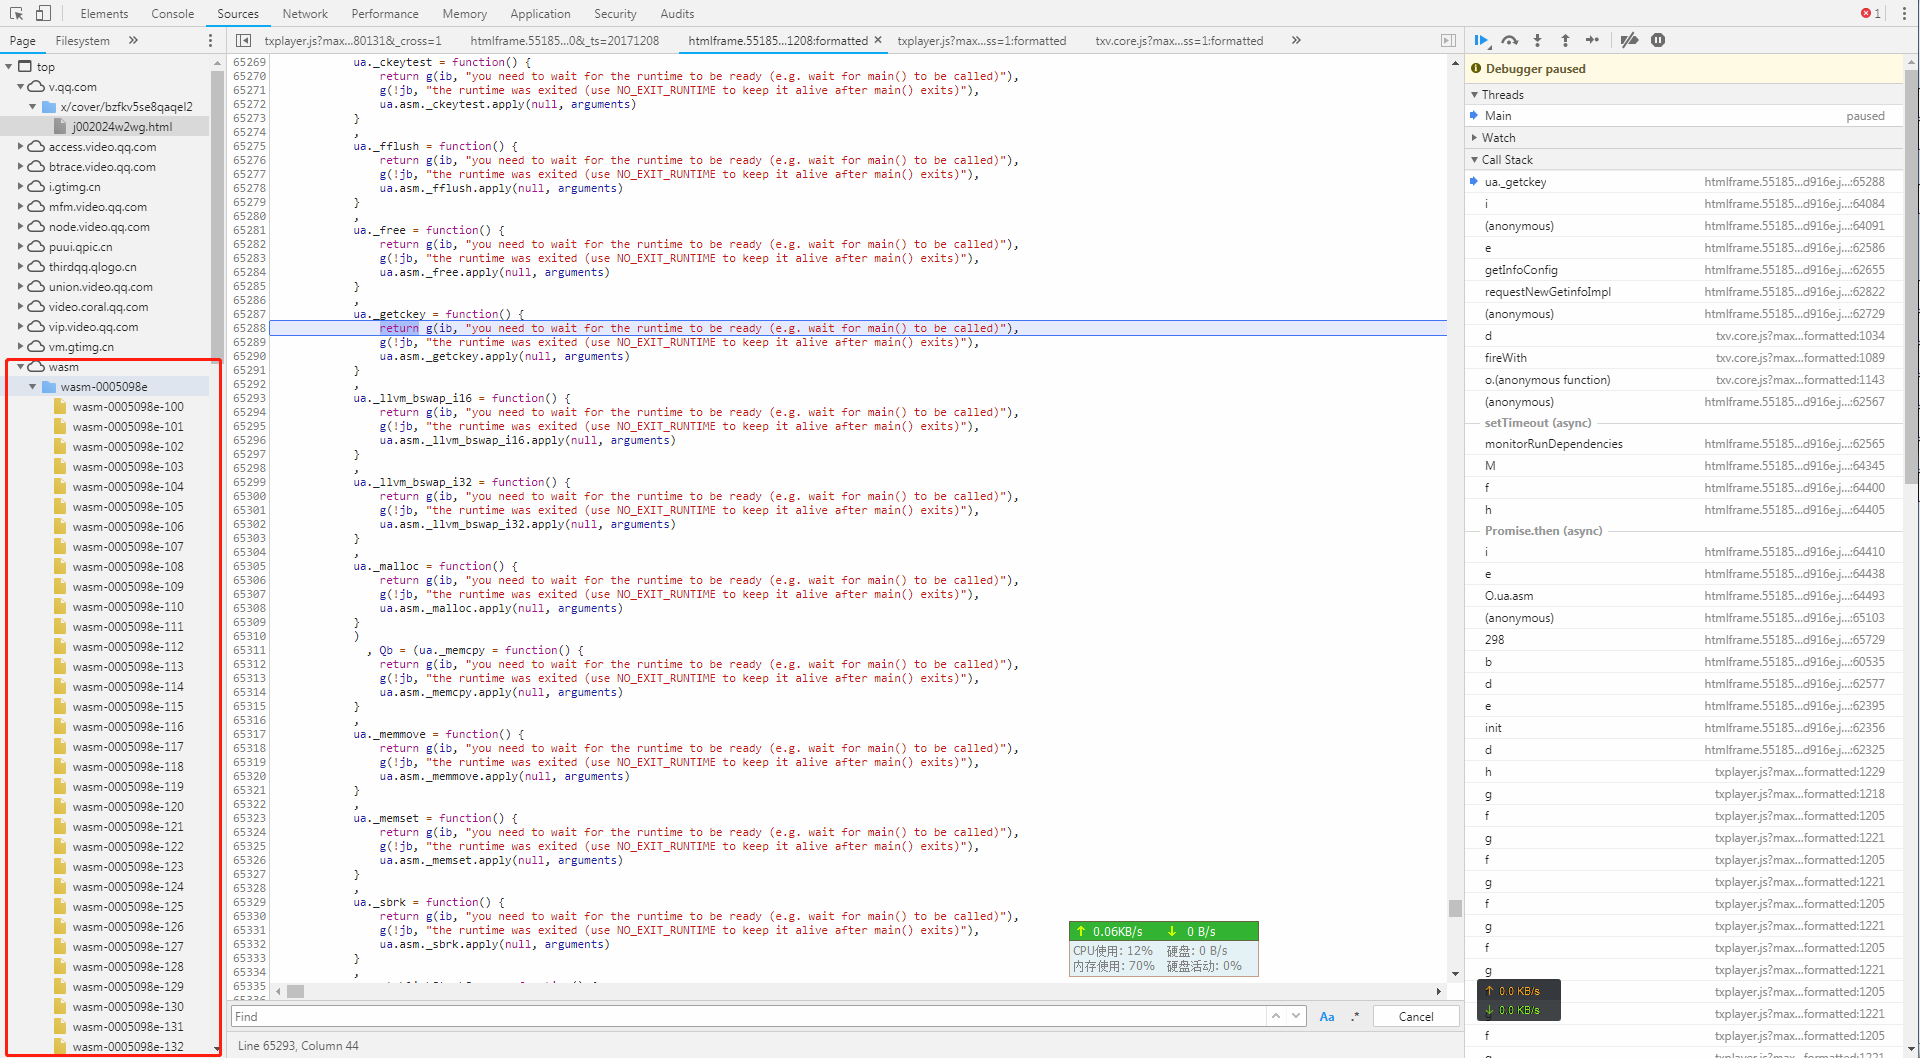 Elements Console Sources Network Performance Memory Application Security Audits 1
Page Filesystem »
txplayer.js?max...80131&_cross=1 htmlframe.55185...0&_ts=20171208 htmlframe.55185...1208:formatted × txplayer.js?max...ss=1:formatted txv.core.js?max...ss=1:formatted »
top
v.qq.com
x/cover/bzfkv5se8qaqel2
j002024w2wg.html
access.video.qq.com
btrace.video.qq.com
i.gtimg.cn
mfm.video.qq.com
node.video.qq.com
puui.qpic.cn
thirdqq.qlogo.cn
union.video.qq.com
video.coral.qq.com
vip.video.qq.com
vm.gtimg.cn
wasm
wasm-0005098e
wasm-0005098e-100
wasm-0005098e-101
wasm-0005098e-102
wasm-0005098e-103
wasm-0005098e-104
wasm-0005098e-105
wasm-0005098e-106
wasm-0005098e-107
wasm-0005098e-108
wasm-0005098e-109
wasm-0005098e-110
wasm-0005098e-111
wasm-0005098e-112
wasm-0005098e-113
wasm-0005098e-114
wasm-0005098e-115
wasm-0005098e-116
wasm-0005098e-117
wasm-0005098e-118
wasm-0005098e-119
wasm-0005098e-120
wasm-0005098e-121
wasm-0005098e-122
wasm-0005098e-123
wasm-0005098e-124
wasm-0005098e-125
wasm-0005098e-126
wasm-0005098e-127
wasm-0005098e-128
wasm-0005098e-129
wasm-0005098e-130
wasm-0005098e-131
wasm-0005098e-132
65269 ua._ckeytest = function() {
65270 return g(ib, "you need to wait for the runtime to be ready (e.g. wait for main() to be called)"),
65271 g(!jb, "the runtime was exited (use NO_EXIT_RUNTIME to keep it alive after main() exits)"),
65272 ua.asm._ckeytest.apply(null, arguments)
65273 }
65274 ,
65275 ua._fflush = function() {
65276 return g(ib, "you need to wait for the runtime to be ready (e.g. wait for main() to be called)"),
65277 g(!jb, "the runtime was exited (use NO_EXIT_RUNTIME to keep it alive after main() exits)"),
65278 ua.asm._fflush.apply(null, arguments)
65279 }
65280 ,
65281 ua._free = function() {
65282 return g(ib, "you need to wait for the runtime to be ready (e.g. wait for main() to be called)"),
65283 g(!jb, "the runtime was exited (use NO_EXIT_RUNTIME to keep it alive after main() exits)"),
65284 ua.asm._free.apply(null, arguments)
65285 }
65286 ,
65287 ua._getckey = function() {
65288 return g(ib, "you need to wait for the runtime to be ready (e.g. wait for main() to be called)"),
65289 g(!jb, "the runtime was exited (use NO_EXIT_RUNTIME to keep it alive after main() exits)"),
65290 ua.asm._getckey.apply(null, arguments)
65291 }
65292 ,
65293 ua._llvm_bswap_i16 = function() {
65294 return g(ib, "you need to wait for the runtime to be ready (e.g. wait for main() to be called)"),
65295 g(!jb, "the runtime was exited (use NO_EXIT_RUNTIME to keep it alive after main() exits)"),
65296 ua.asm._llvm_bswap_i16.apply(null, arguments)
65297 }
65298 ,
65299 ua._llvm_bswap_i32 = function() {
65300 return g(ib, "you need to wait for the runtime to be ready (e.g. wait for main() to be called)"),
65301 g(!jb, "the runtime was exited (use NO_EXIT_RUNTIME to keep it alive after main() exits)"),
65302 ua.asm._llvm_bswap_i32.apply(null, arguments)
65303 }
65304 ,
65305 ua._malloc = function() {
65306 return g(ib, "you need to wait for the runtime to be ready (e.g. wait for main() to be called)"),
65307 g(!jb, "the runtime was exited (use NO_EXIT_RUNTIME to keep it alive after main() exits)"),
65308 ua.asm._malloc.apply(null, arguments)
65309 }
65310 )
65311 , Qb = (ua._memcpy = function() {
65312 return g(ib, "you need to wait for the runtime to be ready (e.g. wait for main() to be called)"),
65313 g(!jb, "the runtime was exited (use NO_EXIT_RUNTIME to keep it alive after main() exits)"),
65314 ua.asm._memcpy.apply(null, arguments)
65315 }
65316 ,
65317 ua._memmove = function() {
65318 return g(ib, "you need to wait for the runtime to be ready (e.g. wait for main() to be called)"),
65319 g(!jb, "the runtime was exited (use NO_EXIT_RUNTIME to keep it alive after main() exits)"),
65320 ua.asm._memmove.apply(null, arguments)
65321 }
65322 ,
65323 ua._memset = function() {
65324 return g(ib, "you need to wait for the runtime to be ready (e.g. wait for main() to be called)"),
65325 g(!jb, "the runtime was exited (use NO_EXIT_RUNTIME to keep it alive after main() exits)"),
65326 ua.asm._memset.apply(null, arguments)
65327 }
65328 ,
65329 ua._sbrk = function() {
65330 return g(ib, "you need to wait for the runtime to be ready (e.g. wait for main() to be called)"),
65331 g(!jb, "the runtime was exited (use NO_EXIT_RUNTIME to keep it alive after main() exits)"),
65332 ua.asm._sbrk.apply(null, arguments)
65333 }
65334 ,
65335
↑ 0.06KB/s ↓ 0 B/s
CPU使用: 12% 硬盘: 0 B/s
内存使用: 70% 硬盘活动: 0%
Find Aa .* Cancel
Line 65293, Column 44
Debugger paused
Threads
Main paused
Watch
Call Stack
ua._getckey htmlframe.55185...d916e.j...:65288
i htmlframe.55185...d916e.j...:64084
(anonymous) htmlframe.55185...d916e.j...:64091
e htmlframe.55185...d916e.j...:62586
getInfoConfig htmlframe.55185...d916e.j...:62655
requestNewGetinfoImpl htmlframe.55185...d916e.j...:62822
(anonymous) htmlframe.55185...d916e.j...:62729
d txv.core.js?max...formatted:1034
fireWith txv.core.js?max...formatted:1089
o.(anonymous function) txv.core.js?max...formatted:1143
(anonymous) htmlframe.55185...d916e.j...:62567
setTimeout (async)
monitorRunDependencies htmlframe.55185...d916e.j...:62565
M htmlframe.55185...d916e.j...:64345
f htmlframe.55185...d916e.j...:64400
h htmlframe.55185...d916e.j...:64405
Promise.then (async)
i htmlframe.55185...d916e.j...:64410
e htmlframe.55185...d916e.j...:64438
O.ua.asm htmlframe.55185...d916e.j...:64493
(anonymous) htmlframe.55185...d916e.j...:65103
298 htmlframe.55185...d916e.j...:65729
b htmlframe.55185...d916e.j...:60535
d htmlframe.55185...d916e.j...:62577
e htmlframe.55185...d916e.j...:62395
init htmlframe.55185...d916e.j...:62356
d htmlframe.55185...d916e.j...:62325
h txplayer.js?max...formatted:1229
g txplayer.js?max...formatted:1218
f txplayer.js?max...formatted:1205
g txplayer.js?max...formatted:1221
f txplayer.js?max...formatted:1205
g txplayer.js?max...formatted:1221
f txplayer.js?max...formatted:1205
g txplayer.js?max...formatted:1221
f txplayer.js?max...formatted:1205
g txplayer.js?max...formatted:1221
↑ 0.0 KB/s txplayer.js?max...formatted:1205
↓ 0.0 KB/s txplayer.js?max...formatted:1221
f txplayer.js?max...formatted:1205